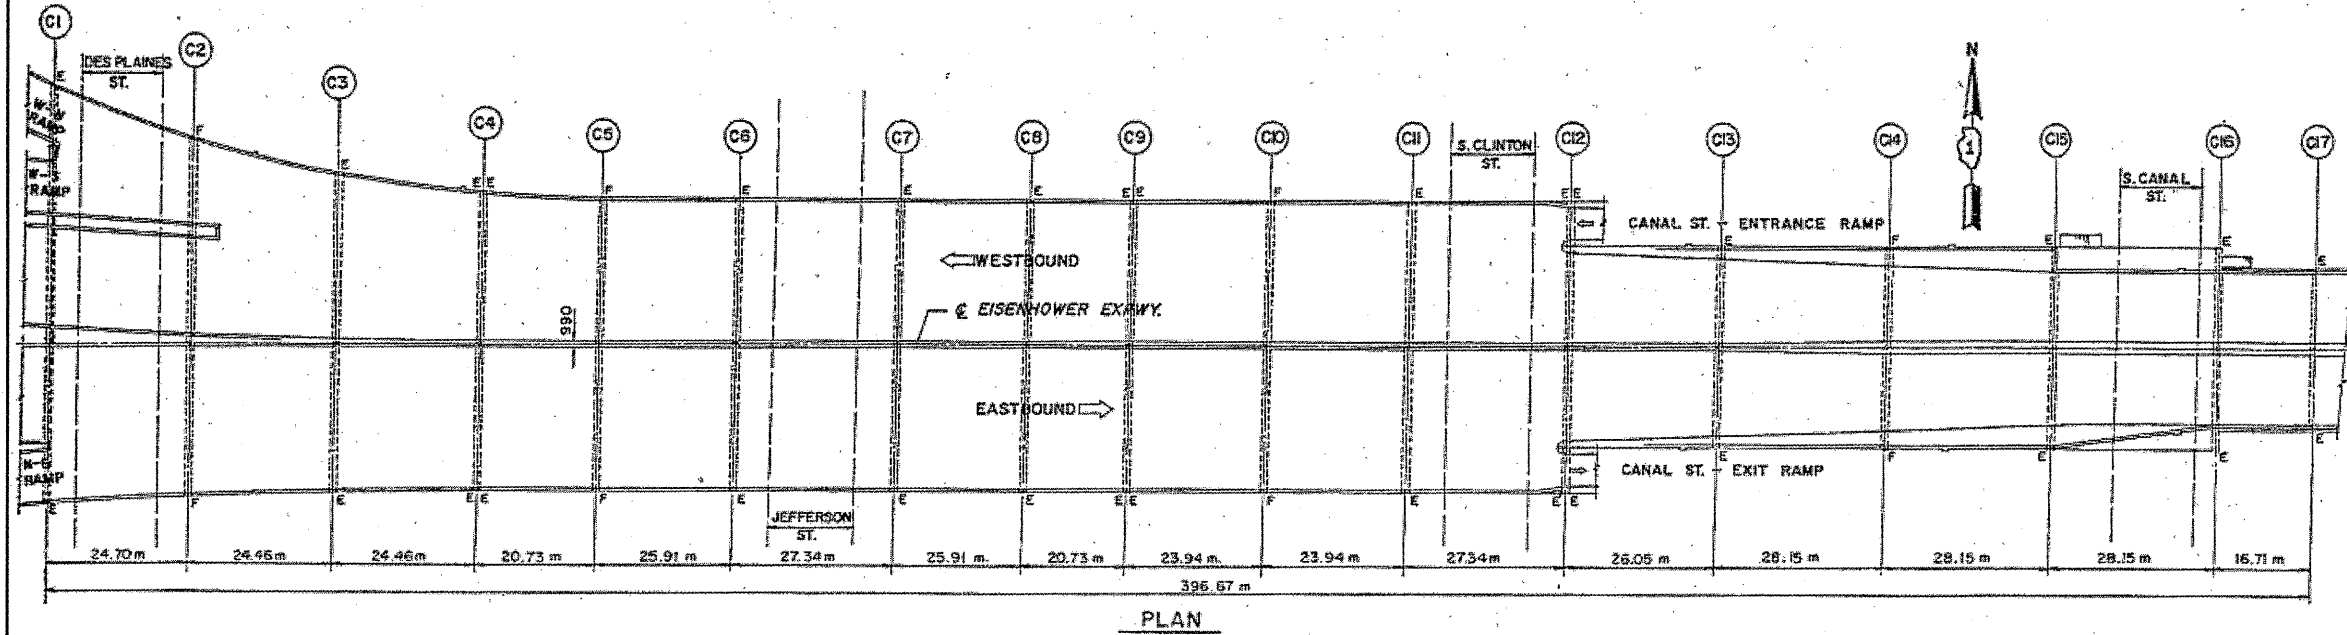 C1
C2
C3
C4
C5
C6
C7
C8
C9
C10
C11
C12
C13
C14
C15
C16
C17
DES PLAINES
ST.
S. CLINTON
ST.
S. CANAL
ST.
N
E
F
E
E E
F
E
E
E
E E
F
E
E E
E
F
E
E
E
RAMP
RAMP
CANAL ST. - ENTRANCE RAMP
WESTBOUND
℄ EISENHOWER EXPWY.
990
EASTBOUND
CANAL ST. - EXIT RAMP
RAMP
E
F
E
E E
F
E
E
E
E E
F
E
E E
E
F
E
E
E
JEFFERSON
ST.
24.70 m
24.46 m
24.46 m
20.73 m
25.91 m
27.34 m
25.91 m.
20.73 m
23.94 m.
23.94 m
27.34 m
26.05 m
28.15 m
28.15 m
28.15 m
16.71 m
396.67 m
PLAN